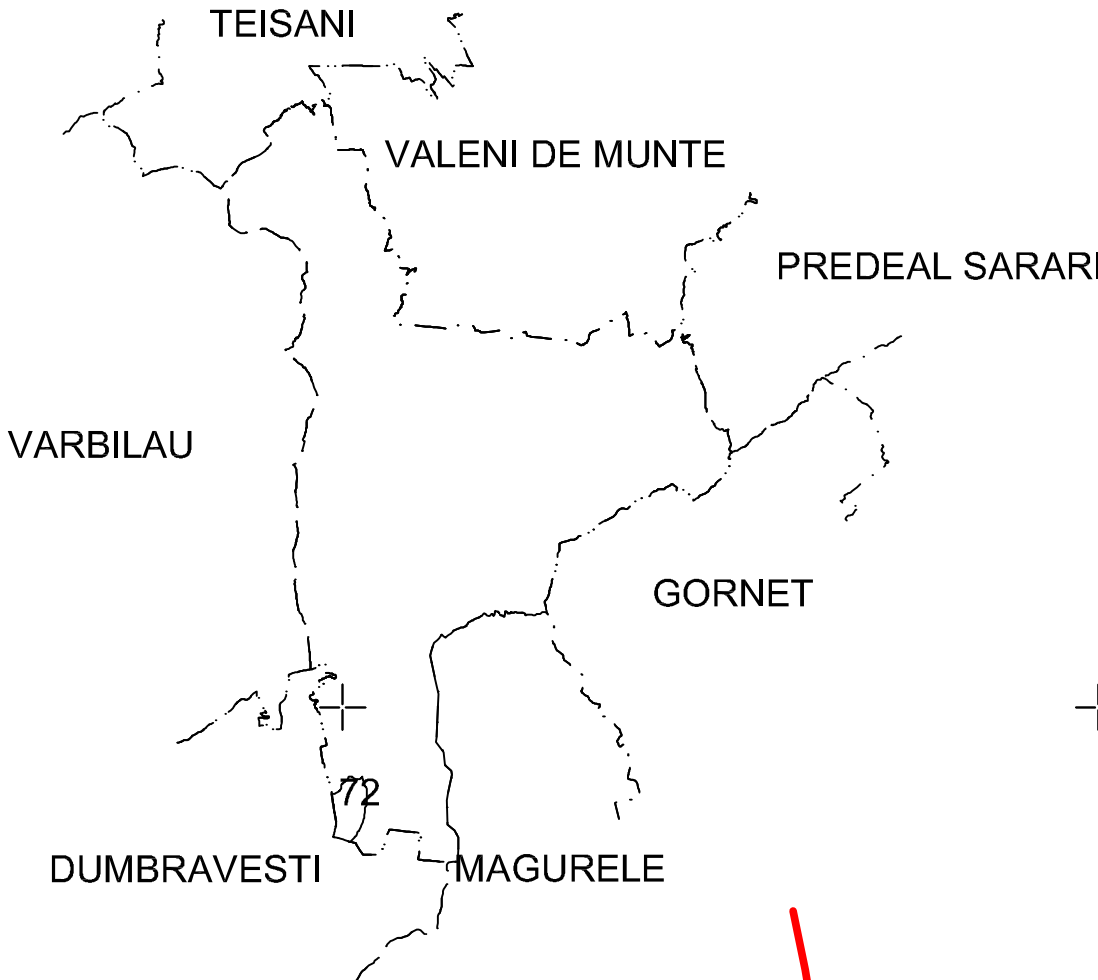 TEISANI
VALENI DE MUNTE
PREDEAL SARARI
VARBILAU
GORNET
72
DUMBRAVESTI
MAGURELE